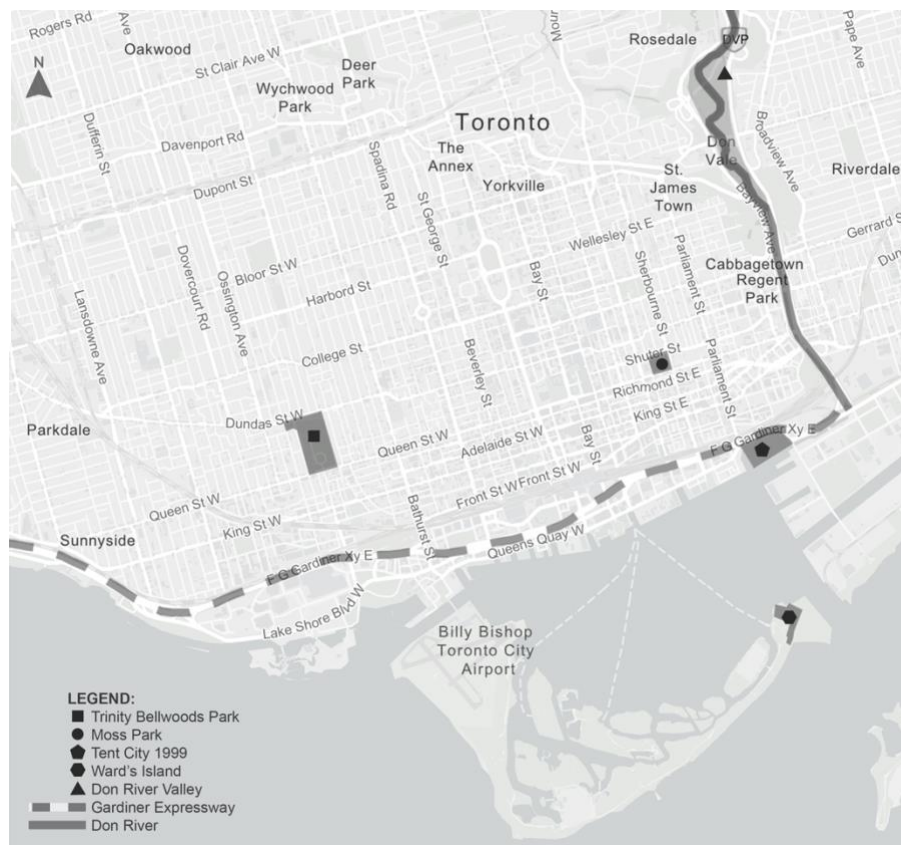 Rogers Rd
Ave
Oakwood
St Clair Ave W
Deer
Park
Wychwood
Park
Rosedale
DVP
Pape Ave
N
Toronto
Dufferin St
Davenport Rd
Dupont St
Spadina Rd
The
Annex
Yorkville
St George St
St.
James
Town
Don
Vale
Broadview Ave
Riverdale
Bayview Ave
Gerrard S
Dun
Wellesley St E
Bloor St W
Harbord St
Dovercourt Rd
Ossington Ave
Lansdowne Ave
Bay St
Sherbourne St
Parliament St
Cabbagetown
Regent
Park
College St
Beverley St
Shuter St
Richmond St E
King St E
Parliament St
Dundas St W
Parkdale
Queen St W
Adelaide St W
Bay St
F G Gardiner Xy E
Front St W
Front St W
Queen St W
King St W
Bathurst St
Sunnyside
F G Gardiner Xy E
Queens Quay W
Lake Shore Blvd W
Billy Bishop
Toronto City
Airport
LEGEND:
Trinity Bellwoods Park
Moss Park
Tent City 1999
Ward's Island
Don River Valley
Gardiner Expressway
Don River